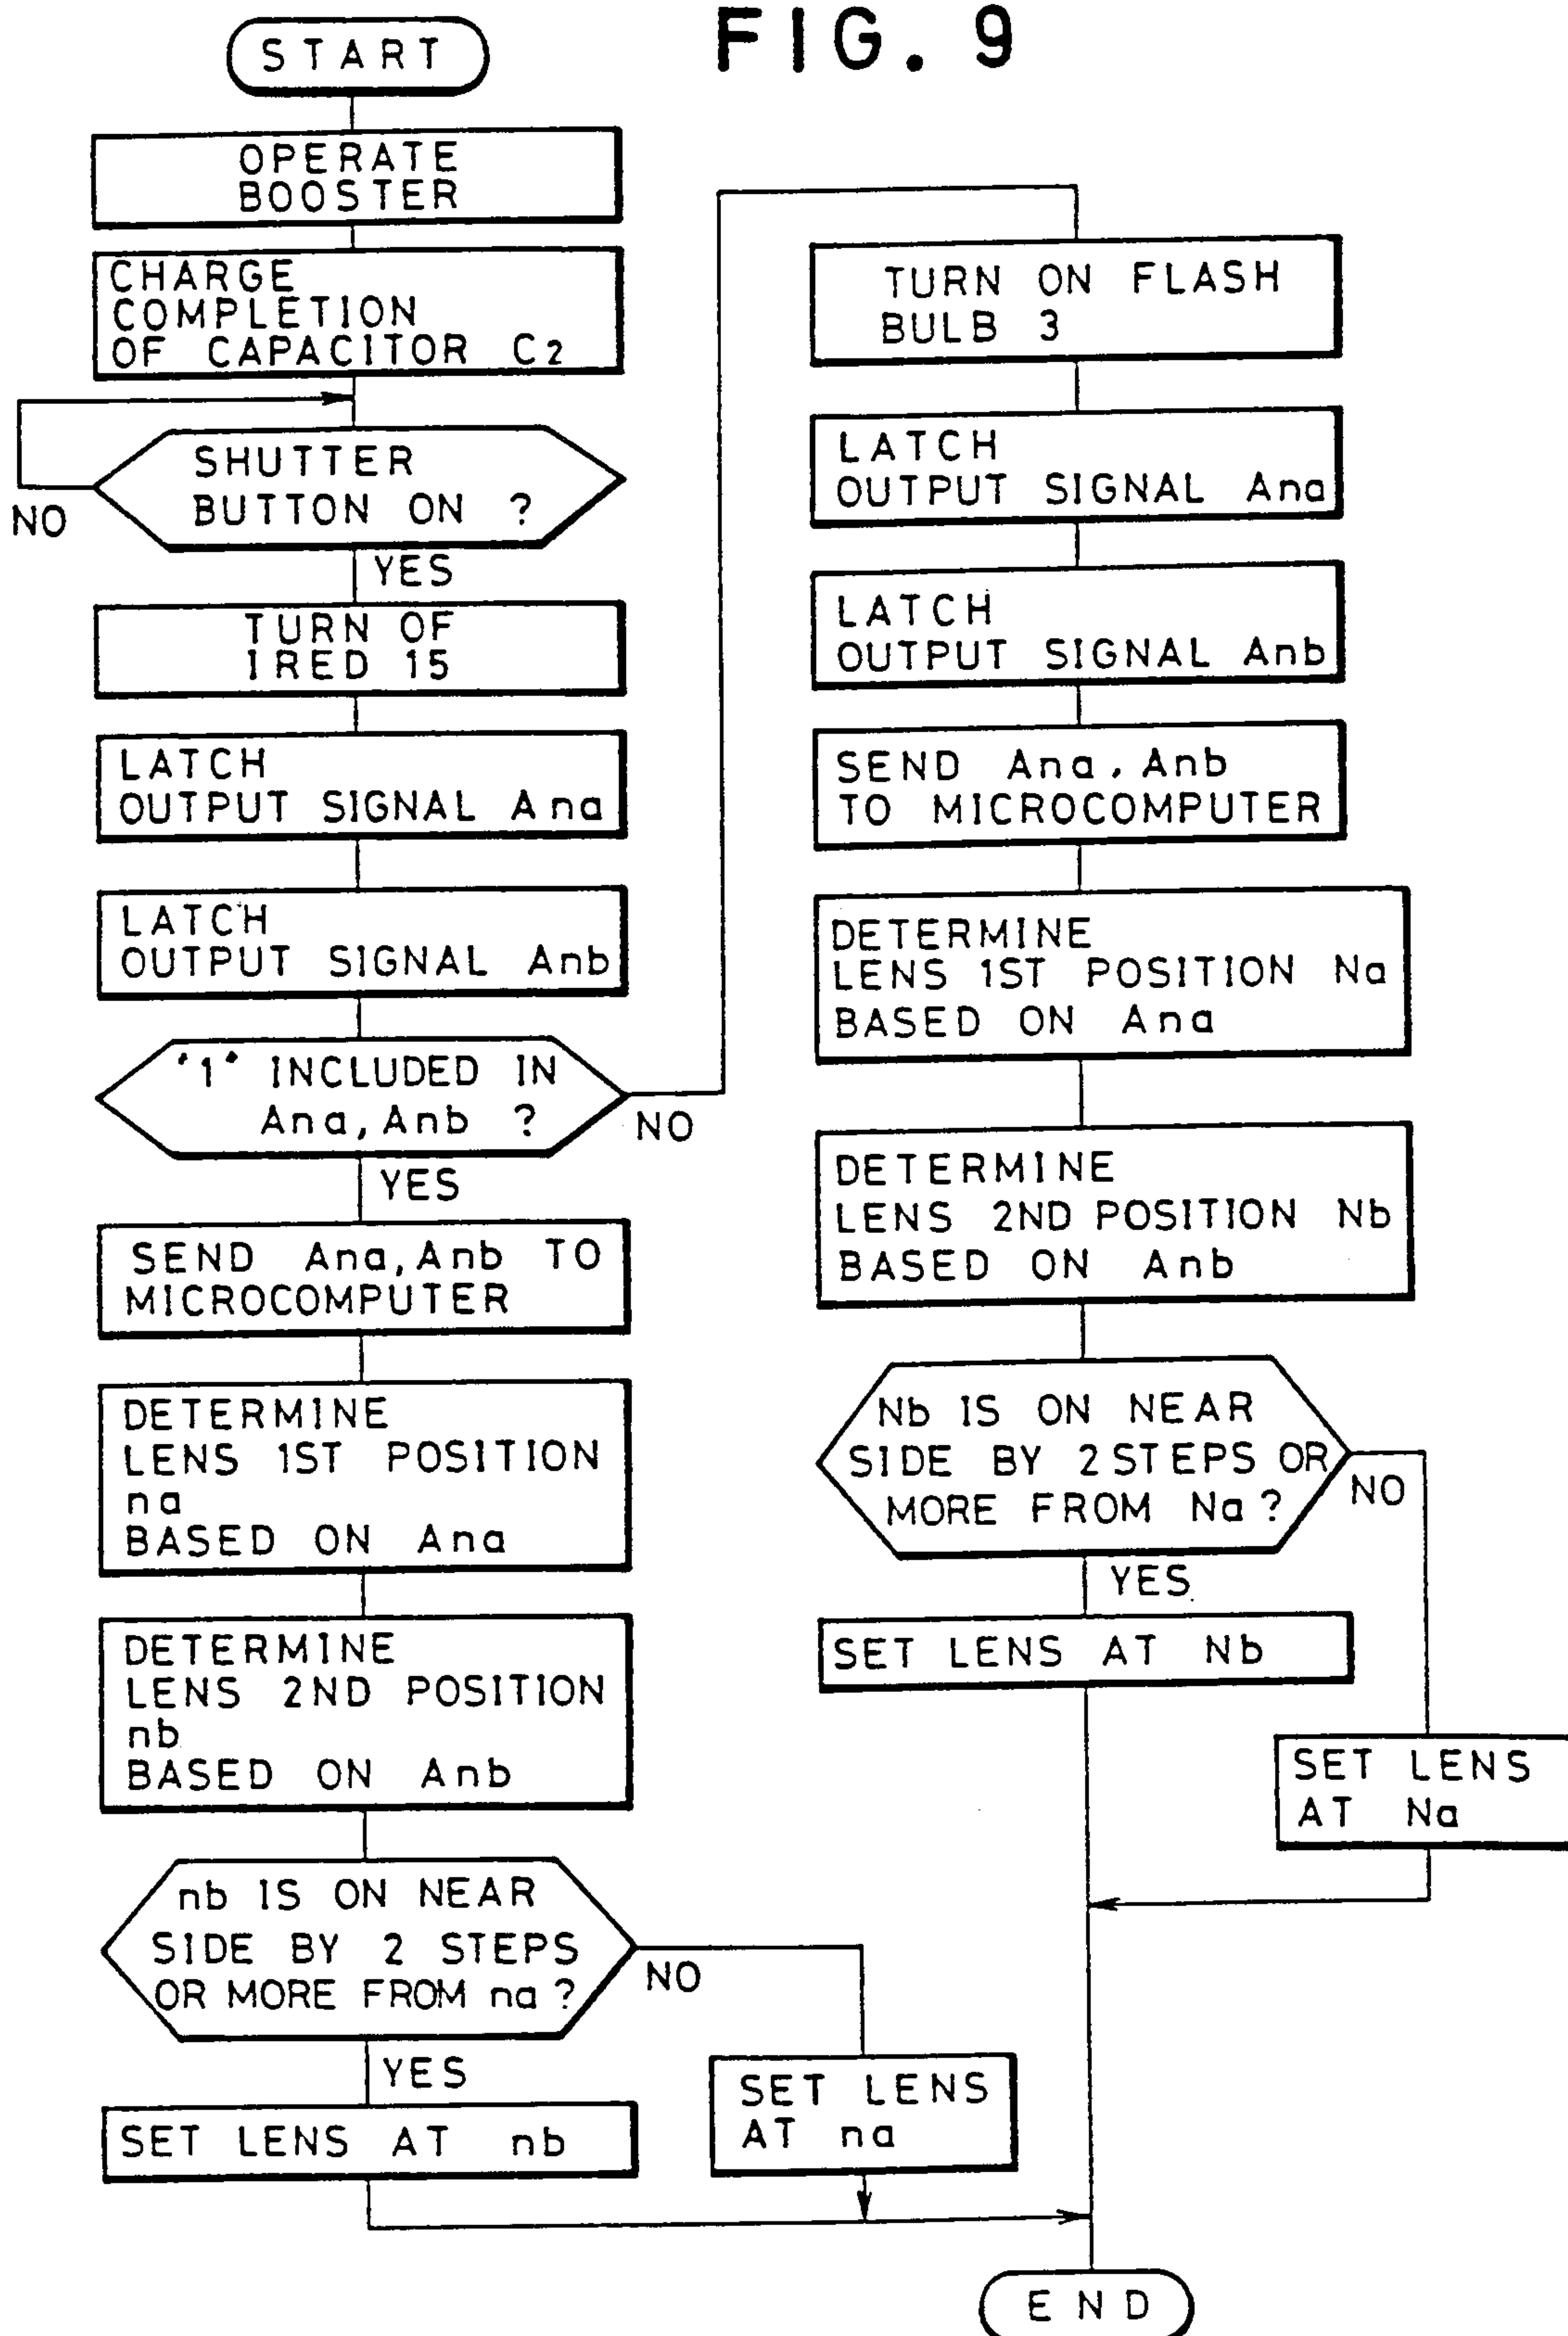 FIG. 9
START
OPERATE
BOOSTER
CHARGE
COMPLETION
OF CAPACITOR C2
SHUTTER
BUTTON ON ?
NO
YES
TURN OF
IRED 15
LATCH
OUTPUT SIGNAL Ana
LATCH
OUTPUT SIGNAL Anb
"1" INCLUDED IN
Ana, Anb ?
NO
YES
SEND Ana, Anb TO
MICROCOMPUTER
DETERMINE
LENS 1ST POSITION
na
BASED ON Ana
DETERMINE
LENS 2ND POSITION
nb
BASED ON Anb
nb IS ON NEAR
SIDE BY 2 STEPS
OR MORE FROM na ?
NO
YES
SET LENS AT nb
SET LENS
AT na
TURN ON FLASH
BULB 3
LATCH
OUTPUT SIGNAL Ana
LATCH
OUTPUT SIGNAL Anb
SEND Ana, Anb
TO MICROCOMPUTER
DETERMINE
LENS 1ST POSITION Na
BASED ON Ana
DETERMINE
LENS 2ND POSITION Nb
BASED ON Anb
Nb IS ON NEAR
SIDE BY 2 STEPS OR
MORE FROM Na ?
NO
YES
SET LENS AT Nb
SET LENS
AT Na
END